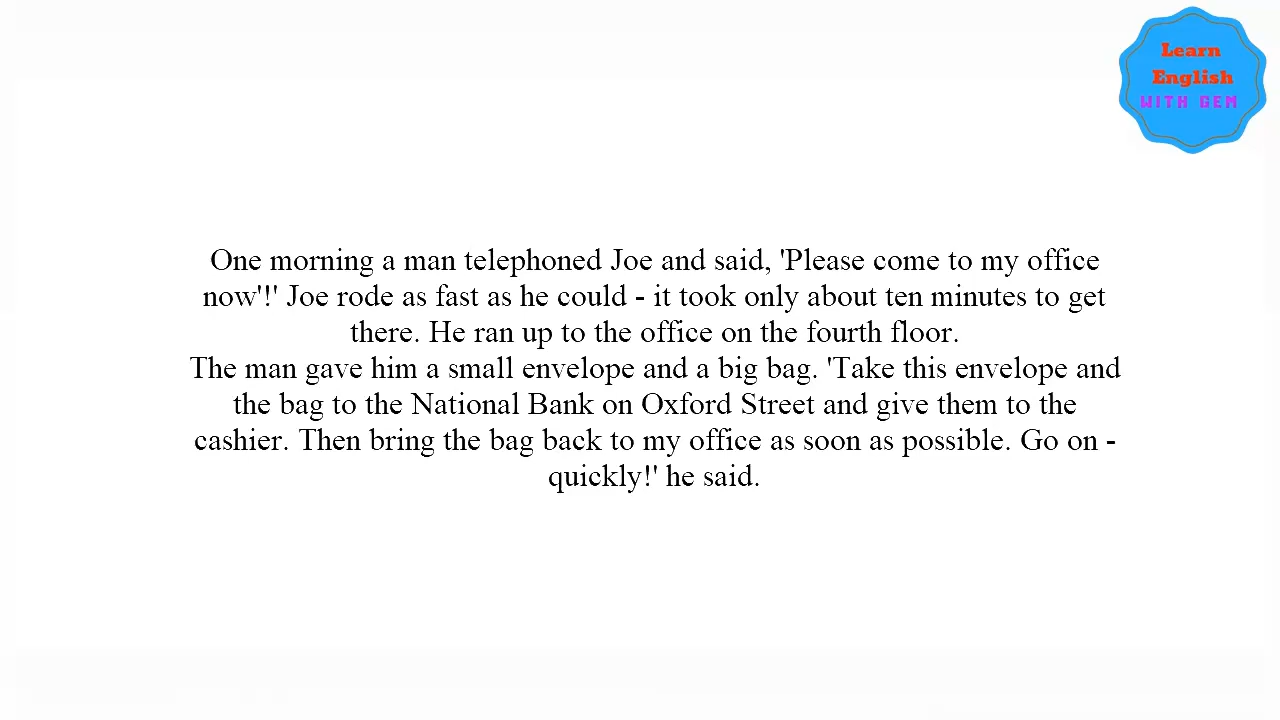 Learn
English
WITH GEM
One morning a man telephoned Joe and said, 'Please come to my office
now'!' Joe rode as fast as he could - it took only about ten minutes to get
there. He ran up to the office on the fourth floor.
The man gave him a small envelope and a big bag. 'Take this envelope and
the bag to the National Bank on Oxford Street and give them to the
cashier. Then bring the bag back to my office as soon as possible. Go on -
quickly!' he said.